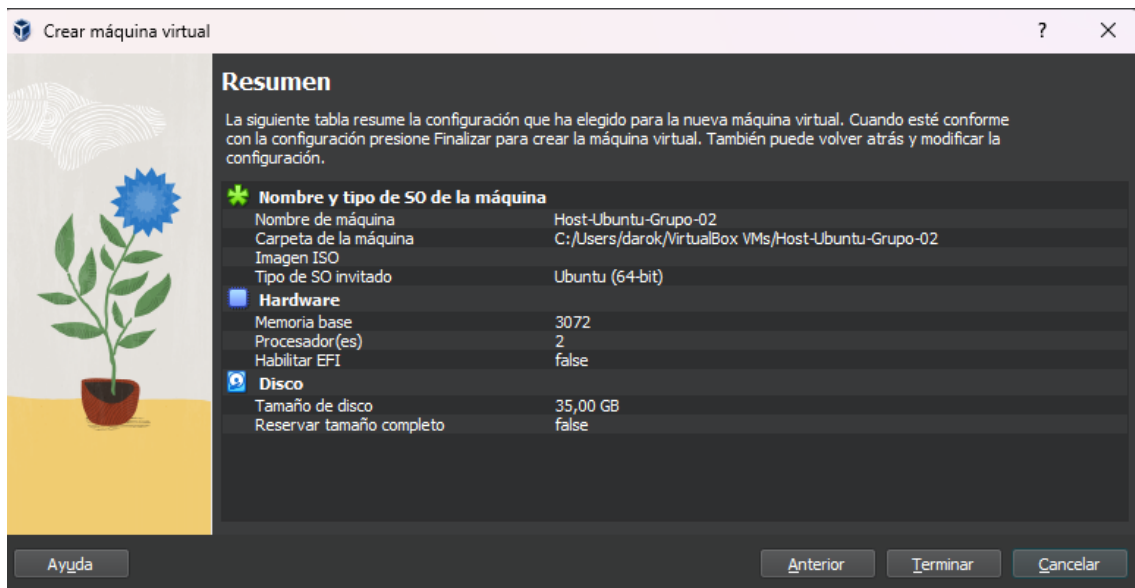 Crear máquina virtual
?
Resumen
La siguiente tabla resume la configuración que ha elegido para la nueva máquina virtual. Cuando esté conforme
con la configuración presione Finalizar para crear la máquina virtual. También puede volver atrás y modificar la
configuración.
Nombre y tipo de SO de la máquina
Nombre de máquina Host-Ubuntu-Grupo-02
Carpeta de la máquina C:/Users/darok/VirtualBox VMs/Host-Ubuntu-Grupo-02
Imagen ISO
Tipo de SO invitado Ubuntu (64-bit)
Hardware
Memoria base 3072
Procesador(es) 2
Habilitar EFI false
Disco
Tamaño de disco 35,00 GB
Reservar tamaño completo false
Ayuda Anterior Terminar Cancelar